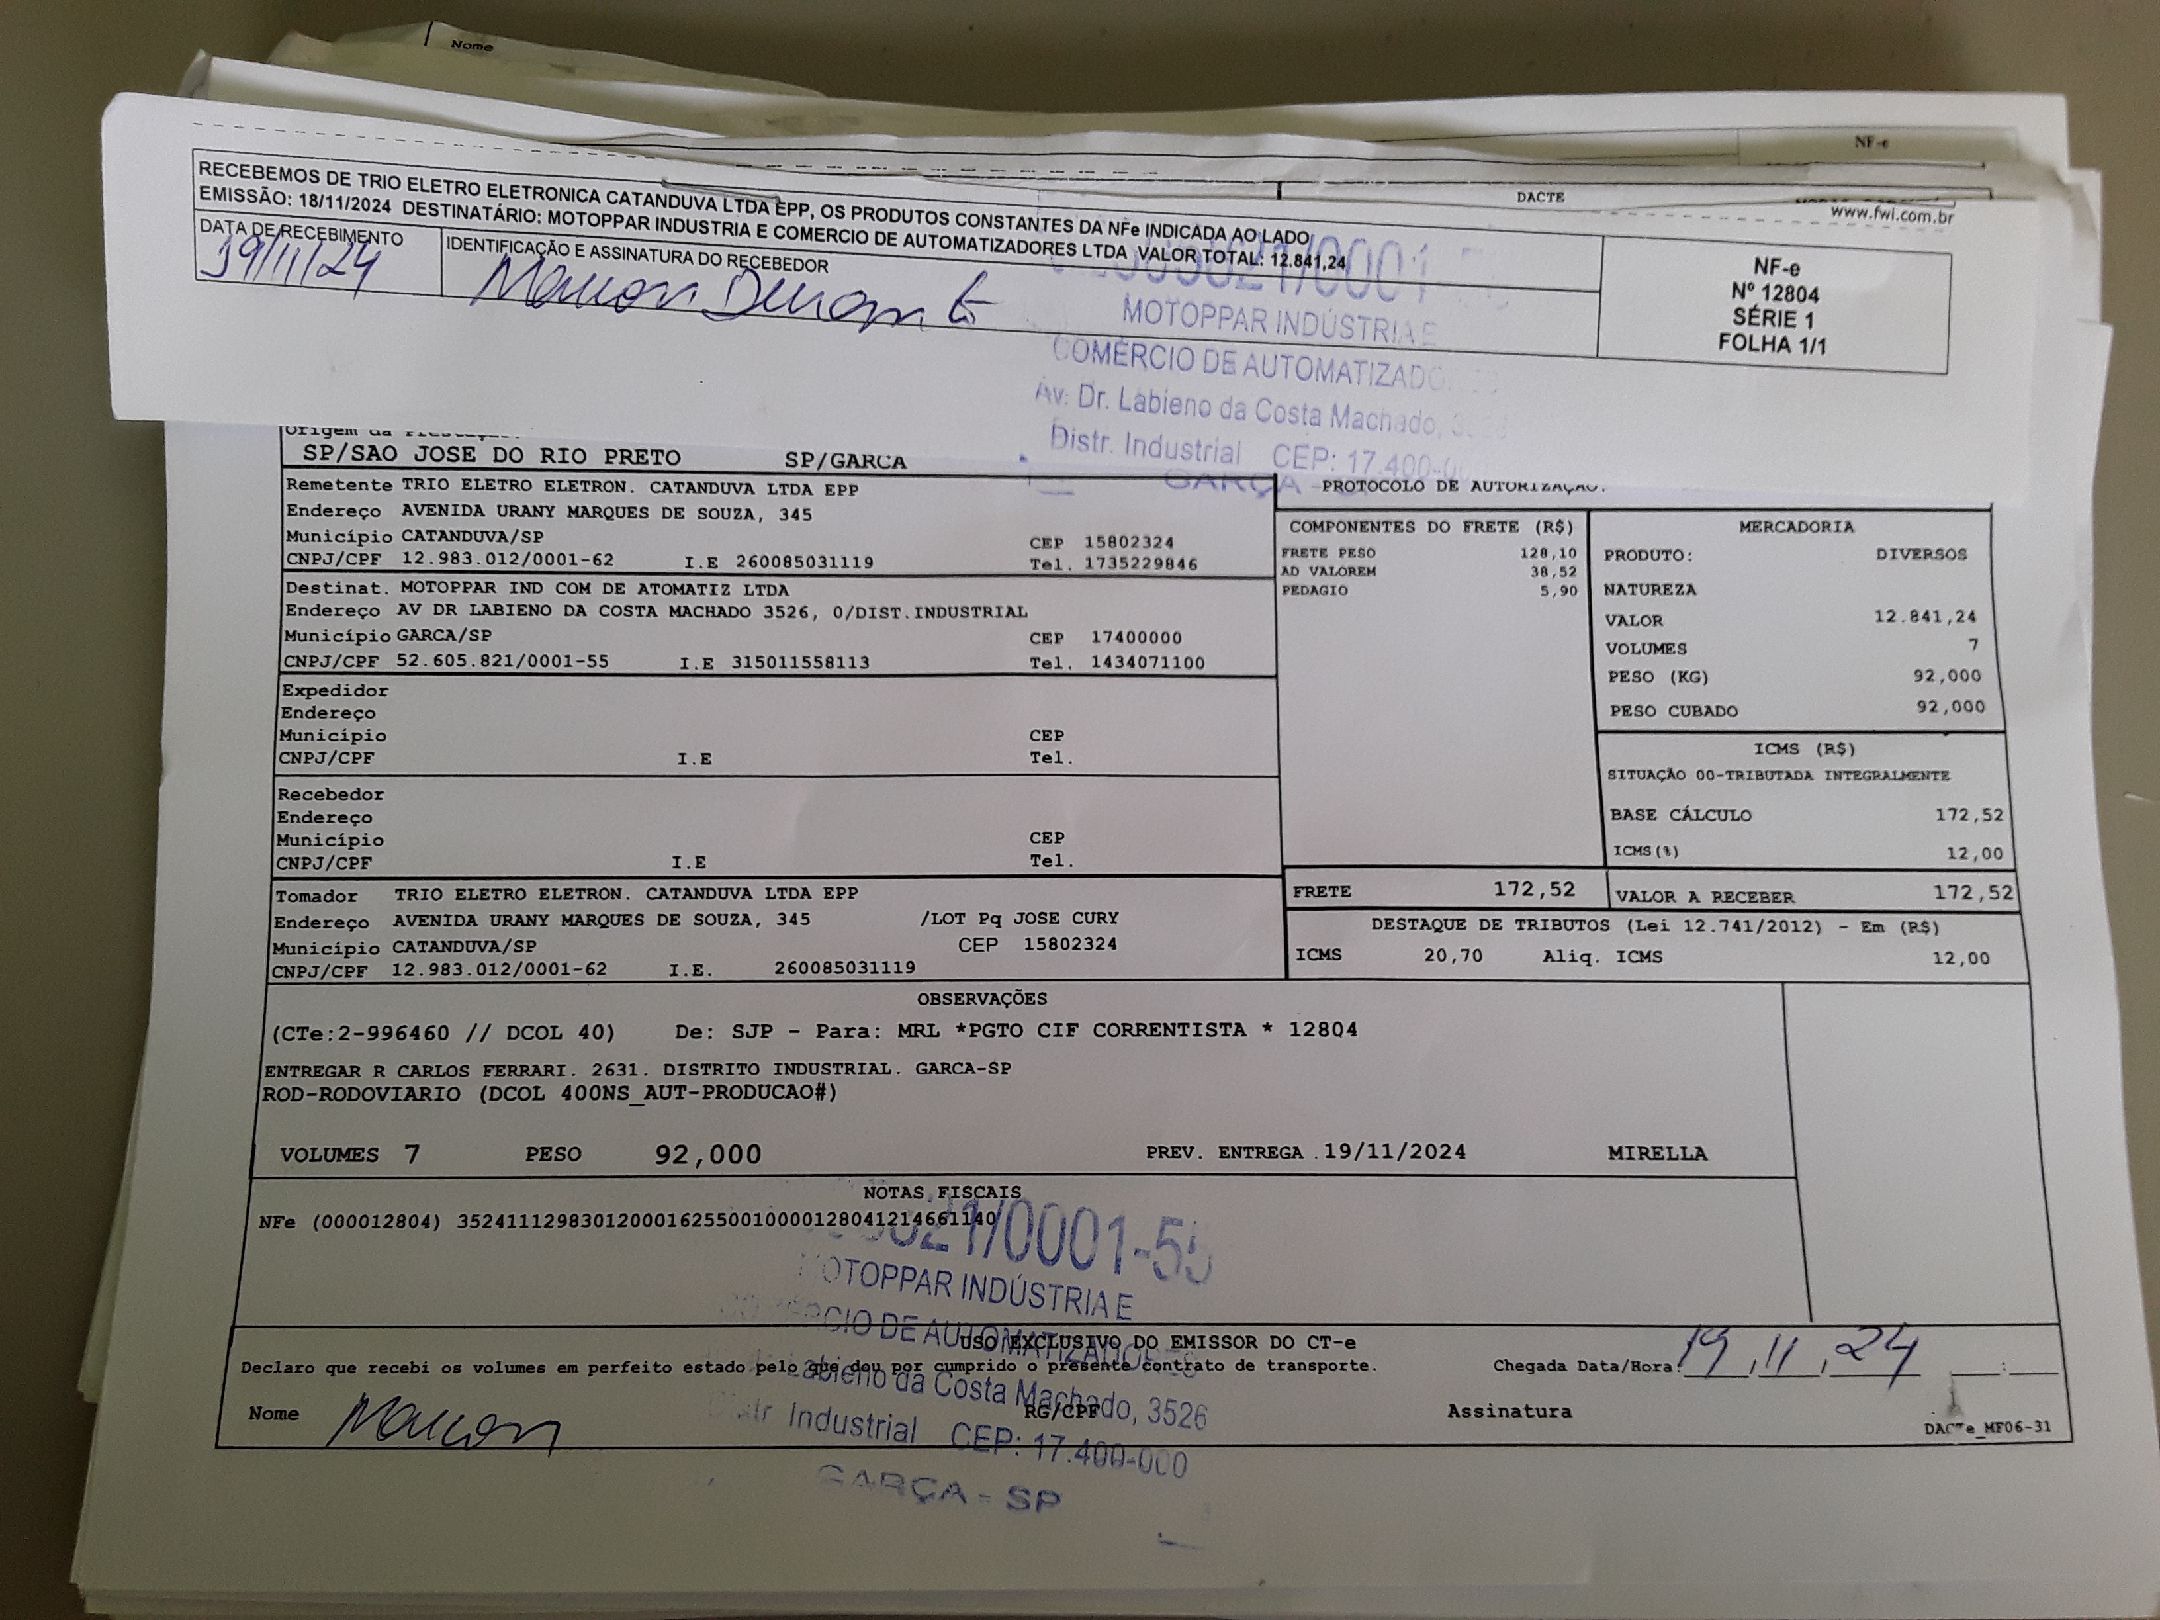 Nome
NF-e
DACTE
www.fwi.com.br
RECEBEMOS DE TRIO ELETRO ELETRONICA CATANDUVA LTDA EPP, OS PRODUTOS CONSTANTES DA NFe INDICADA AO LADO
EMISSÃO: 18/11/2024 DESTINATÁRIO: MOTOPPAR INDUSTRIA E COMERCIO DE AUTOMATIZADORES LTDA VALOR TOTAL: 12.841,24
DATA DE RECEBIMENTO
19/11/24
IDENTIFICAÇÃO E ASSINATURA DO RECEBEDOR
NF-e
Nº 12804
SÉRIE 1
FOLHA 1/1
MOTOPPAR INDÚSTRIA E
COMÉRCIO DE
Av: Dr. Labieno da Costa Machado,
Distr. Industrial CEP: 17.400-
GARÇA
SP/SAO JOSE DO RIO PRETO SP/GARCA
PROTOCOLO DE AUTORIZAÇÃO.
Remetente TRIO ELETRO ELETRON. CATANDUVA LTDA EPP
Endereço AVENIDA URANY MARQUES DE SOUZA, 345
Município CATANDUVA/SP CEP 15802324
CNPJ/CPF 12.983.012/0001-62 I.E 260085031119 Tel. 1735229846
Destinat. MOTOPPAR IND COM DE ATOMATIZ LTDA
Endereço AV DR LABIENO DA COSTA MACHADO 3526, 0/DIST.INDUSTRIAL
Município GARCA/SP CEP 17400000
CNPJ/CPF 52.605.821/0001-55 I.E 315011558113 Tel. 1434071100
Expedidor
Endereço
Município CEP
CNPJ/CPF I.E Tel.
Recebedor
Endereço
Município CEP
CNPJ/CPF I.E Tel.
Tomador TRIO ELETRO ELETRON. CATANDUVA LTDA EPP
Endereço AVENIDA URANY MARQUES DE SOUZA, 345 /LOT Pq JOSE CURY
Município CATANDUVA/SP CEP 15802324
CNPJ/CPF 12.983.012/0001-62 I.E. 260085031119
COMPONENTES DO FRETE (R$)
FRETE PESO 128,10
AD VALOREM 38,52
PEDAGIO 5,90
MERCADORIA
PRODUTO: DIVERSOS
NATUREZA
VALOR 12.841,24
VOLUMES 7
PESO (KG) 92,000
PESO CUBADO 92,000
ICMS (R$)
SITUAÇÃO 00-TRIBUTADA INTEGRALMENTE
BASE CÁLCULO 172,52
ICMS(%) 12,00
FRETE 172,52 VALOR A RECEBER 172,52
DESTAQUE DE TRIBUTOS (Lei 12.741/2012) - Em (R$)
ICMS 20,70 Aliq. ICMS 12,00
OBSERVAÇÕES
(CTe:2-996460 // DCOL 40) De: SJP - Para: MRL *PGTO CIF CORRENTISTA * 12804
ENTREGAR R CARLOS FERRARI. 2631. DISTRITO INDUSTRIAL. GARCA-SP
ROD-RODOVIARIO (DCOL 400NS_AUT-PRODUCAO#)
VOLUMES 7 PESO 92,000 PREV. ENTREGA .19/11/2024 MIRELLA
NOTAS FISCAIS
NFe (000012804) 35241112983012000162550010000128041214661140
/0001-55
MOTOPPAR INDÚSTRIA E
USO EXCLUSIVO DO EMISSOR DO CT-e
Declaro que recebi os volumes em perfeito estado pelo que dou por cumprido o presente contrato de transporte. Chegada Data/Hora: 19,11,24
Labieno da Costa Machado, 3526
Nome RG/CPF Assinatura
Industrial CEP: 17.400-000
DACTe_MF06-31
GARÇA - SP